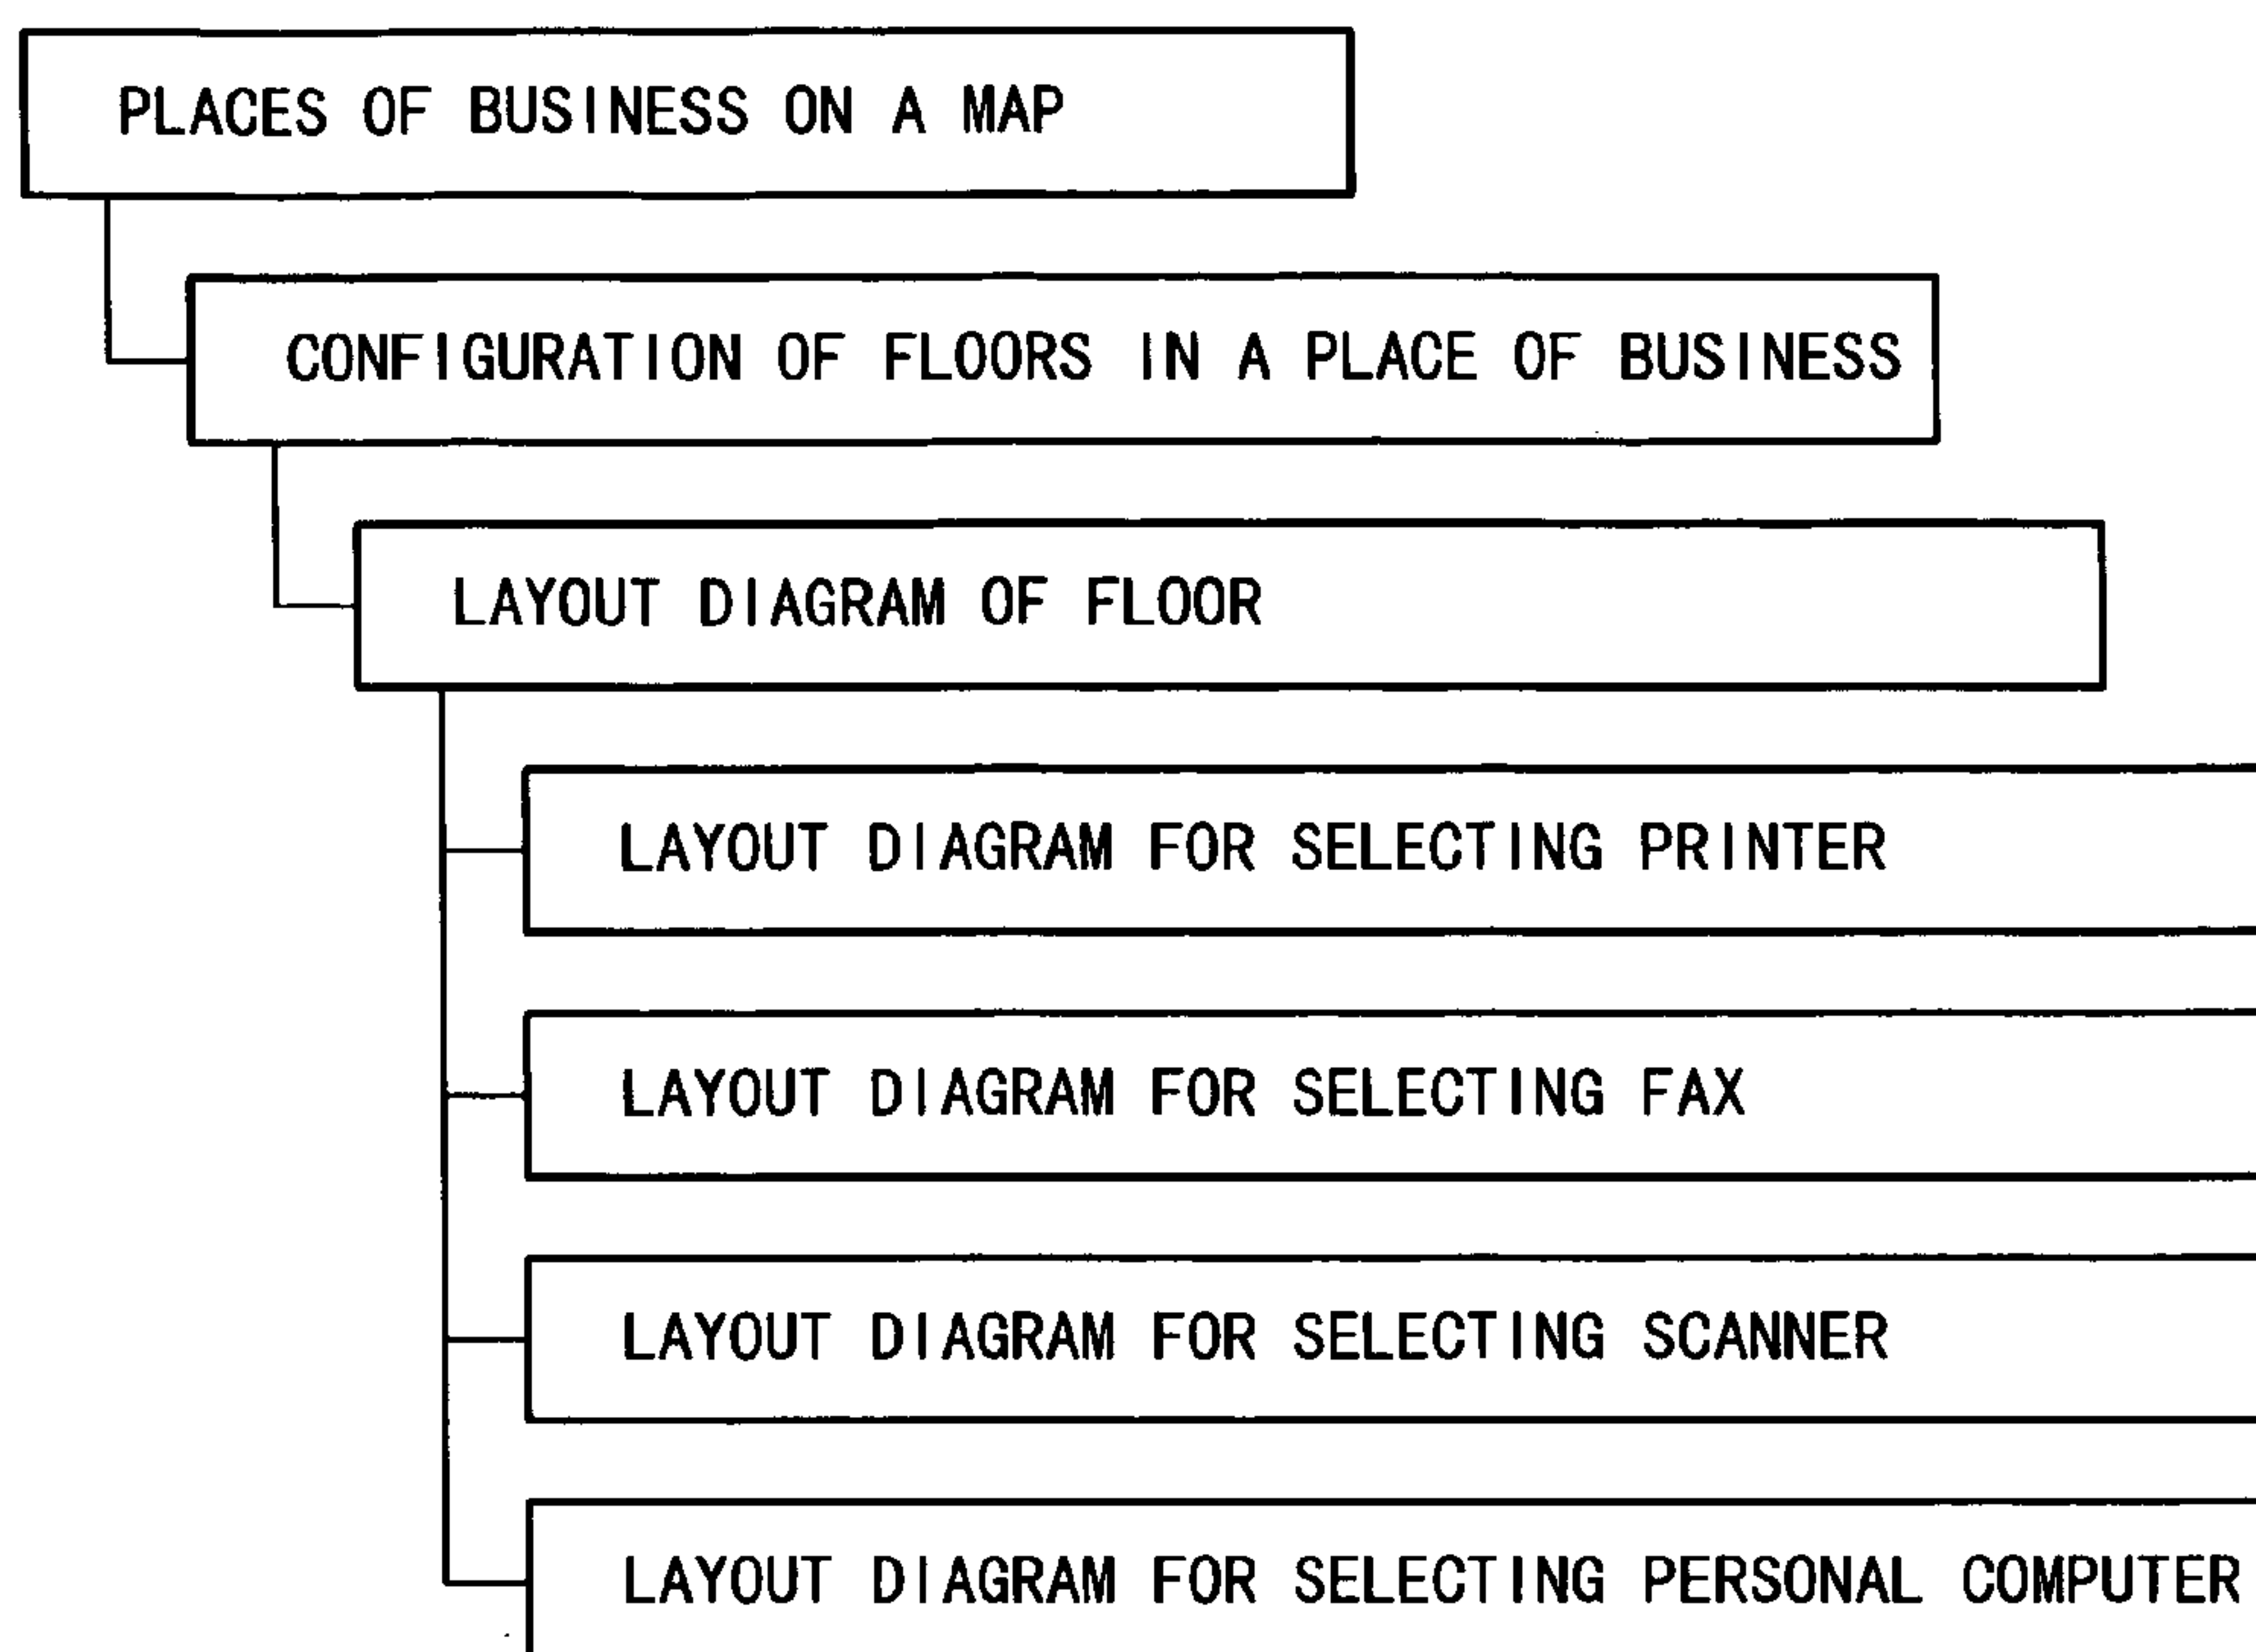 PLACES OF BUSINESS ON A MAP
CONFIGURATION OF FLOORS IN A PLACE OF BUSINESS
LAYOUT DIAGRAM OF FLOOR
LAYOUT DIAGRAM FOR SELECTING PRINTER
LAYOUT DIAGRAM FOR SELECTING FAX
LAYOUT DIAGRAM FOR SELECTING SCANNER
LAYOUT DIAGRAM FOR SELECTING PERSONAL COMPUTER